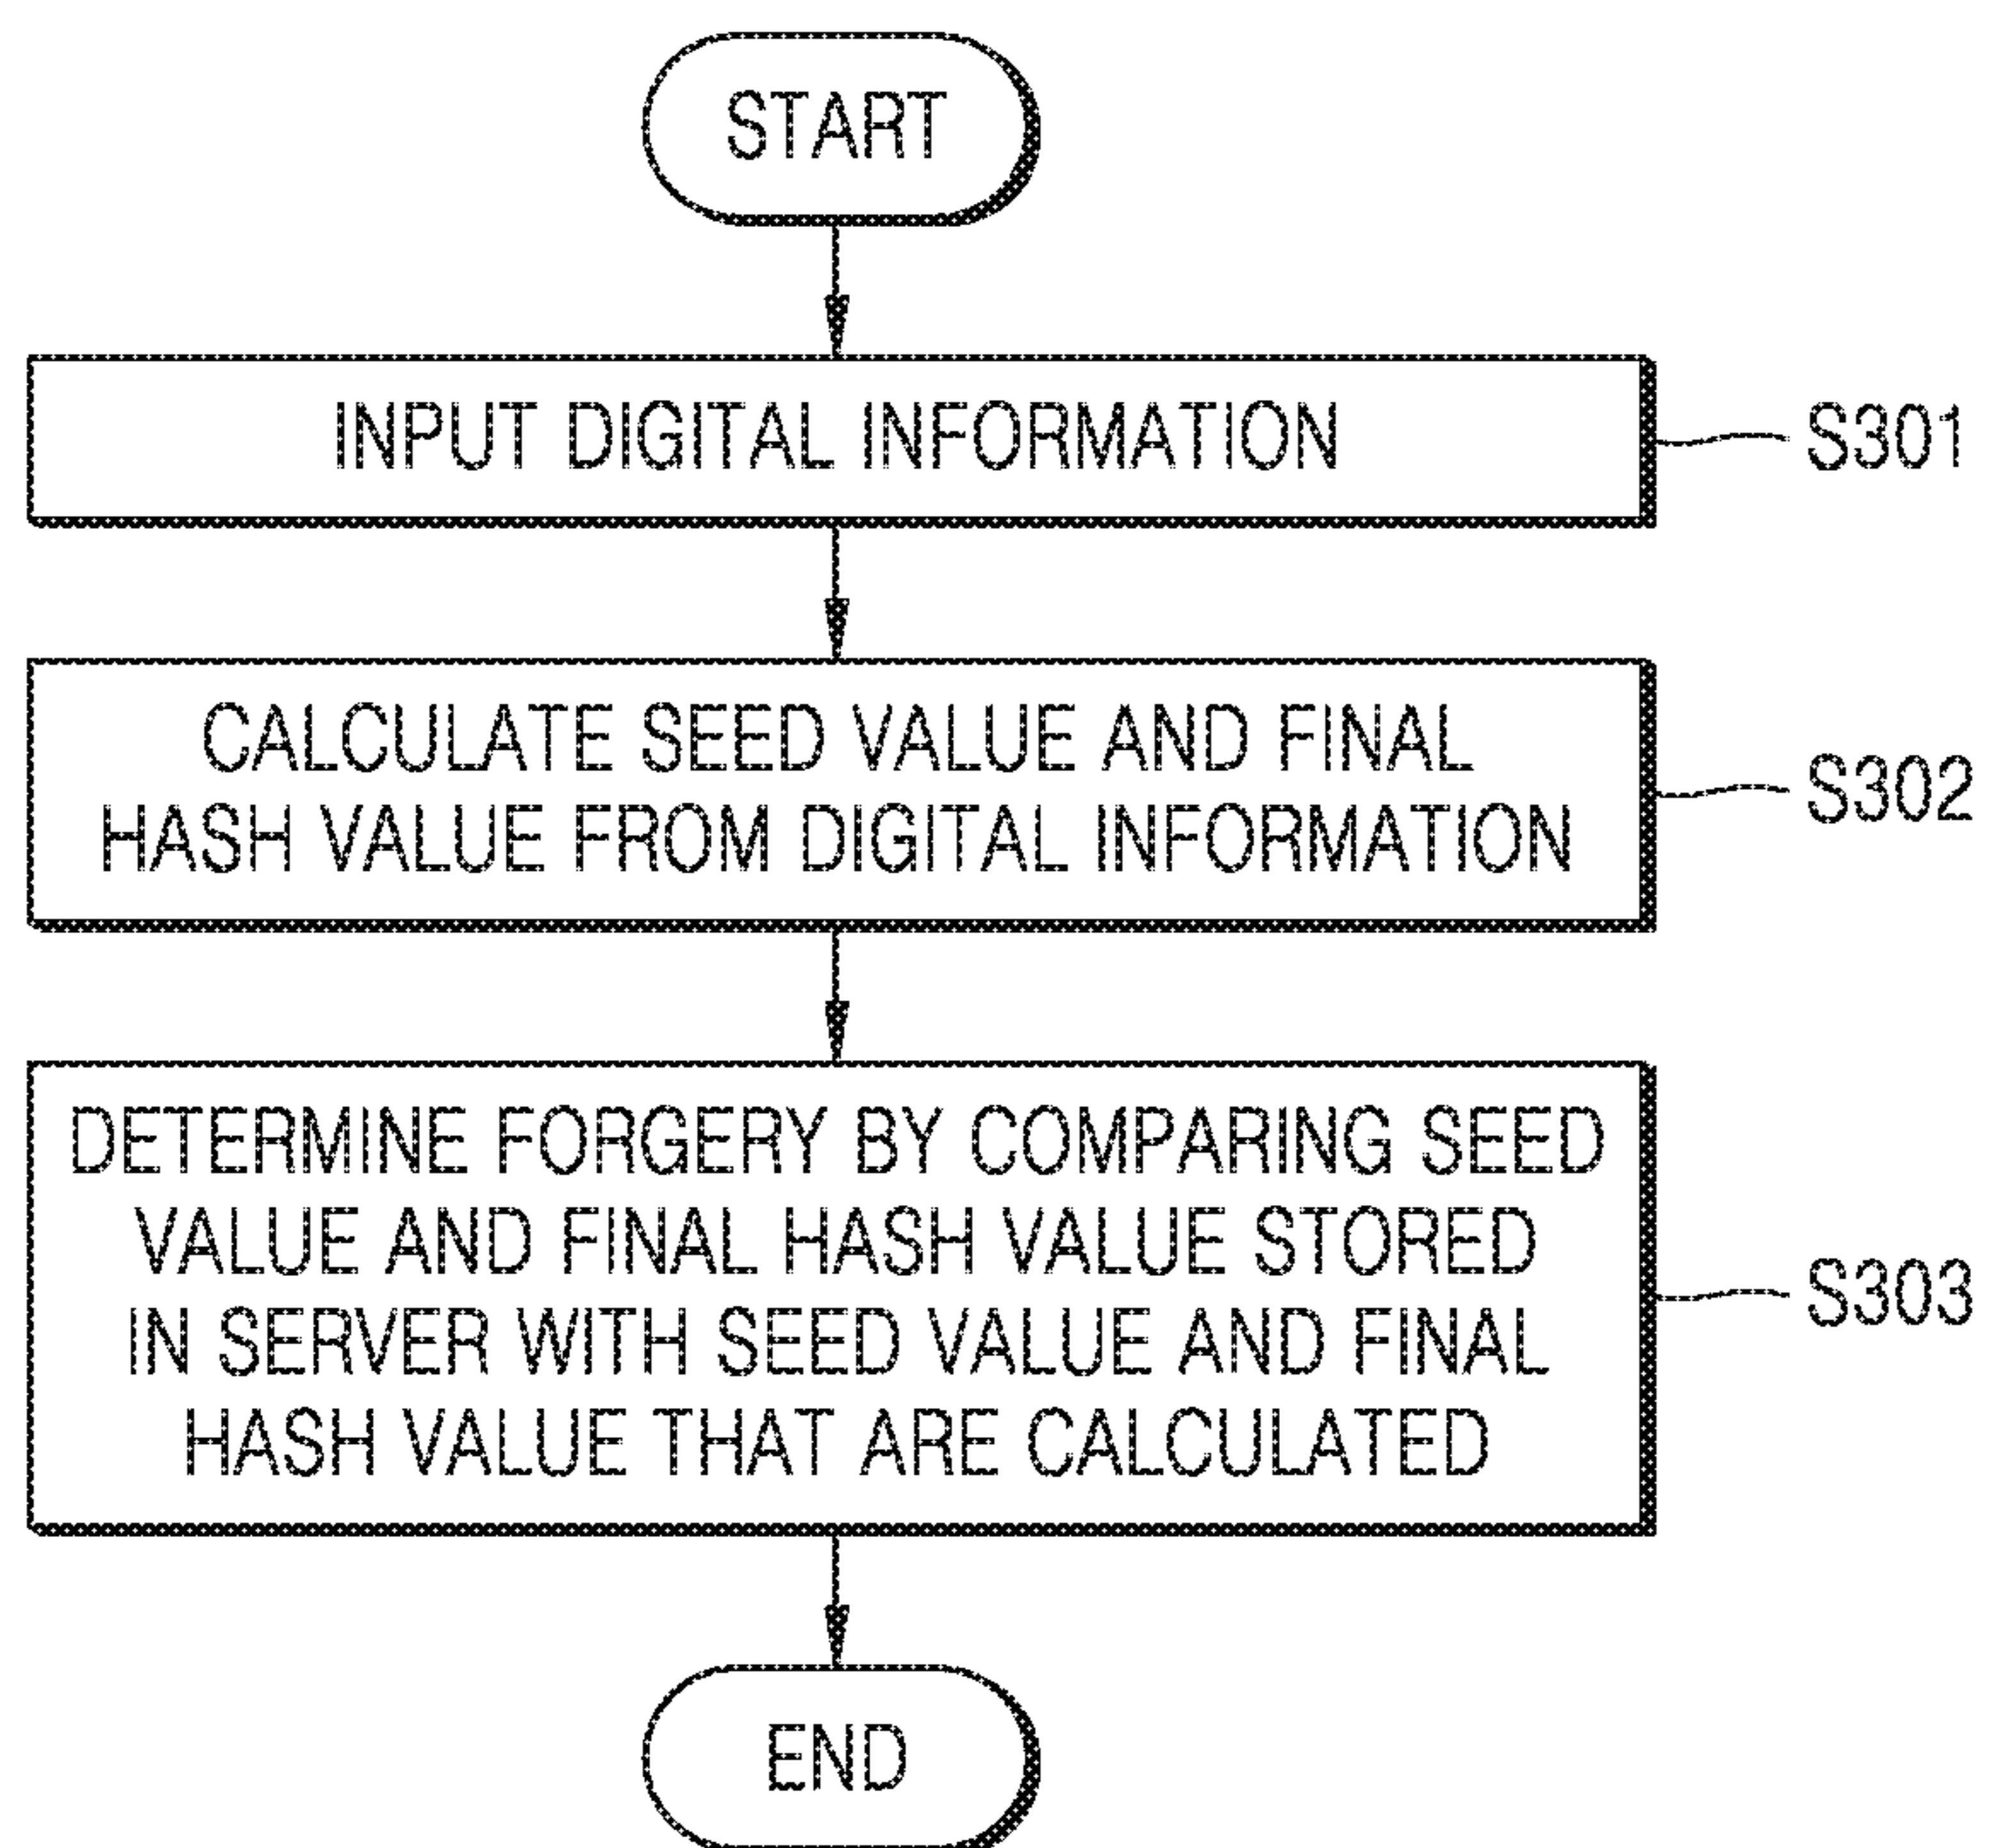 START
INPUT DIGITAL INFORMATION
S301
CALCULATE SEED VALUE AND FINAL
HASH VALUE FROM DIGITAL INFORMATION
S302
DETERMINE FORGERY BY COMPARING SEED
VALUE AND FINAL HASH VALUE STORED
IN SERVER WITH SEED VALUE AND FINAL
HASH VALUE THAT ARE CALCULATED
S303
END